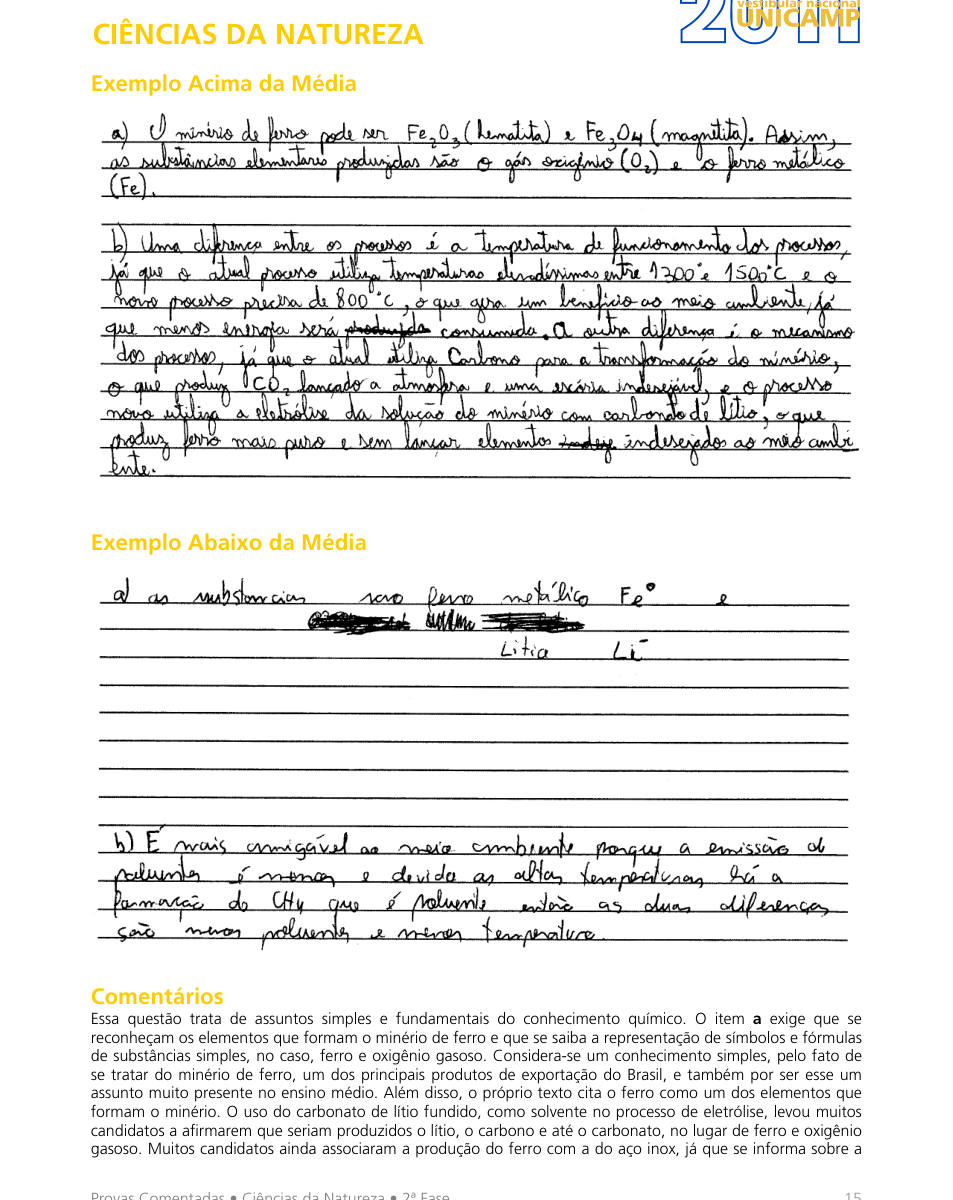 2011
vestibular nacional
UNICAMP
CIÊNCIAS DA NATUREZA
Exemplo Acima da Média
a) O minério de ferro pode ser Fe2O3 (hematita) e Fe3O4 (magnetita). Assim,
as substâncias elementares produzidas são o gás oxigênio (O2) e o ferro metálico
(Fe).
b) Uma diferença entre os processos é a temperatura de funcionamento dos processos,
já que o atual processo utiliza temperaturas elevadíssimas entre 1300° e 1500°C e o
novo processo precisa de 800°C, o que gera um benefício ao meio ambiente, já
que menos energia será produzida consumida. A outra diferença é o mecanismo
dos processos, já que o atual utiliza Carbono para a transformação do minério,
o que produz CO2 lançado a atmosfera e uma escória indesejável, e o processo
novo utiliza a eletrólise da solução do minério com carbonato de lítio, o que
produz ferro mais puro e sem lançar elementos indesejados ao meio ambi
ente.
Exemplo Abaixo da Média
a) as substancias sao ferro metálico Fe° e
Litia Li
b) É mais amigável ao meio ambiente porque a emissão de
poluentes é menor e devido as altas temperaturas há a
formação do CH4 que é poluente então as duas diferenças
são menos poluentes e menor temperatura
Comentários
Essa questão trata de assuntos simples e fundamentais do conhecimento químico. O item a exige que se
reconheçam os elementos que formam o minério de ferro e que se saiba a representação de símbolos e fórmulas
de substâncias simples, no caso, ferro e oxigênio gasoso. Considera-se um conhecimento simples, pelo fato de
se tratar do minério de ferro, um dos principais produtos de exportação do Brasil, e também por ser esse um
assunto muito presente no ensino médio. Além disso, o próprio texto cita o ferro como um dos elementos que
formam o minério. O uso do carbonato de lítio fundido, como solvente no processo de eletrólise, levou muitos
candidatos a afirmarem que seriam produzidos o lítio, o carbono e até o carbonato, no lugar de ferro e oxigênio
gasoso. Muitos candidatos ainda associaram a produção do ferro com a do aço inox, já que se informa sobre a
Provas Comentadas • Ciências da Natureza • 2ª Fase
15